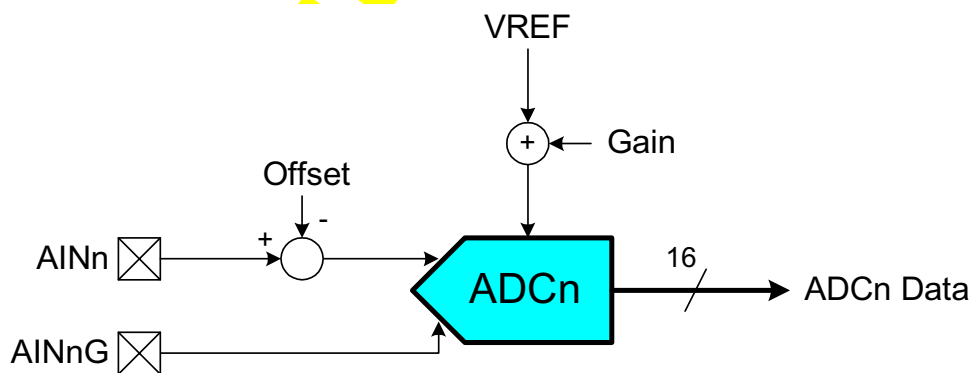 VREF
+
Gain
Offset
-
+
AINn
ADCn
16
ADCn Data
AINnG